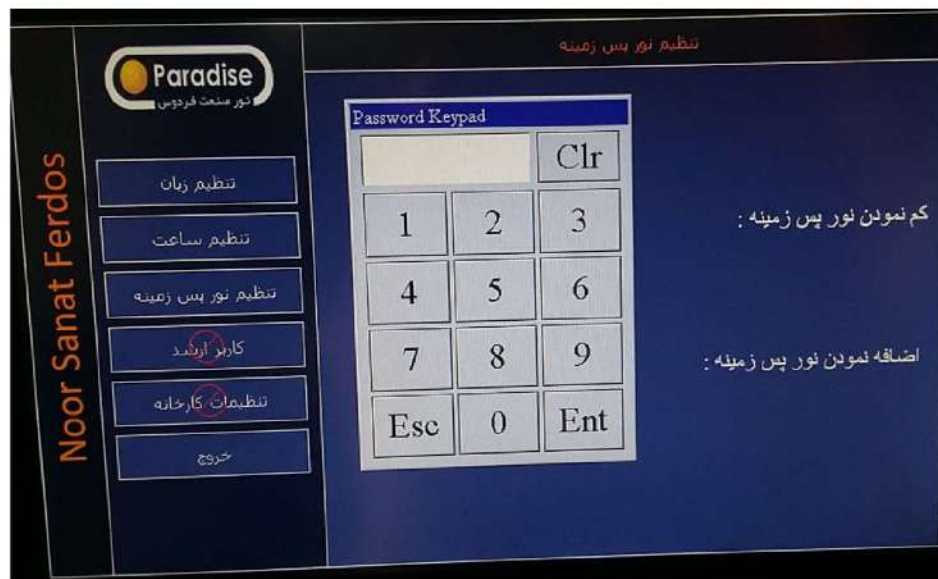 تنظیم نور پس زمینه
Paradise
نور صنعت فردوس
Noor Sanat Ferdos
تنظیم زبان
تنظیم ساعت
تنظیم نور پس زمینه
کاربر ارشد
تنظیمات کارخانه
خروج
Password Keypad
Clr
1 2 3
4 5 6
7 8 9
Esc 0 Ent
کم نمودن نور پس زمینه :
اضافه نمودن نور پس زمینه :